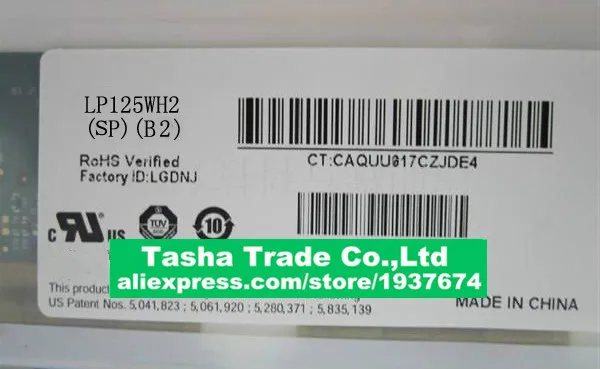 LP125WH2
(SP)(B2)
RoHS Verified
Factory ID:LGDNJ
CT:CAQUU017CZJDE4
c US
TUV
10
Tasha Trade Co.,Ltd
aliexpress.com/store/1937674
This product
US Patent Nos. 5,041,823 ; 5,061,920 ; 5,280,371 ; 5,835,139
MADE IN CHINA